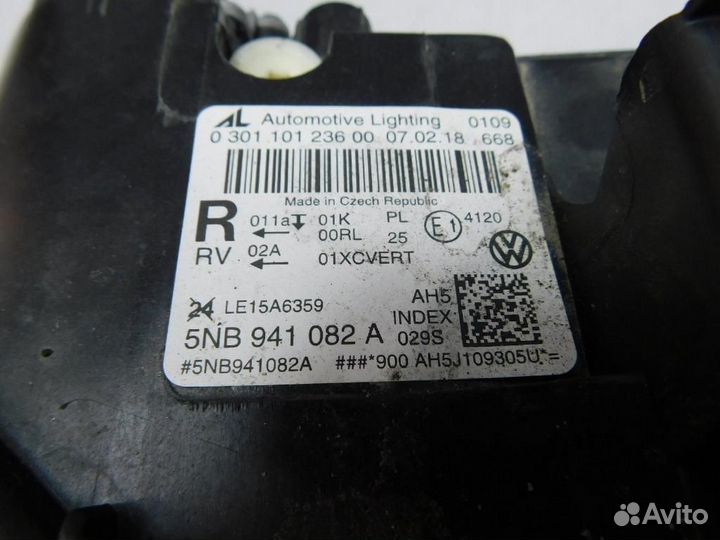 AL Automotive Lighting 0109
0 301 101 236 00 07.02.18 668
Made in Czech Republic
R 011a 01K PL E1 4120
00RL 25
RV 02A 01XCVERT
24 LE15A6359 AH5
INDEX
5NB 941 082 A 029S
#5NB941082A ###*900 AH5J109305U*=
Avito